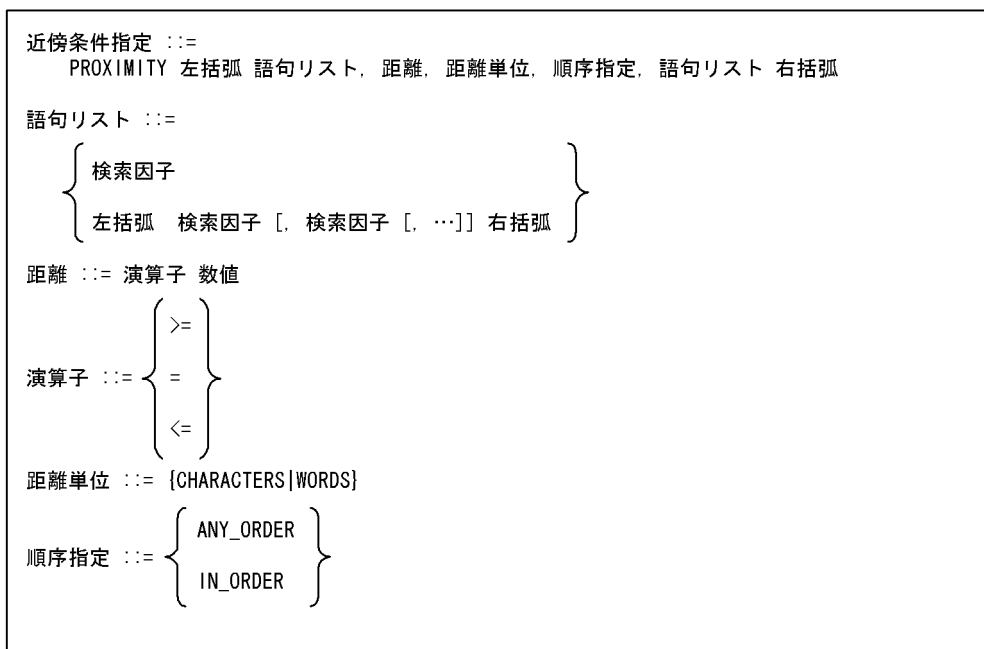 近傍条件指定 ::=
PROXIMITY 左括弧 語句リスト, 距離, 距離単位, 順序指定, 語句リスト 右括弧
語句リスト ::=
検索因子
左括弧 検索因子 [, 検索因子 [, …]] 右括弧
距離 ::= 演算子 数値
>=
演算子 ::= =
<=
距離単位 ::= {CHARACTERS|WORDS}
ANY_ORDER
順序指定 ::=
IN_ORDER